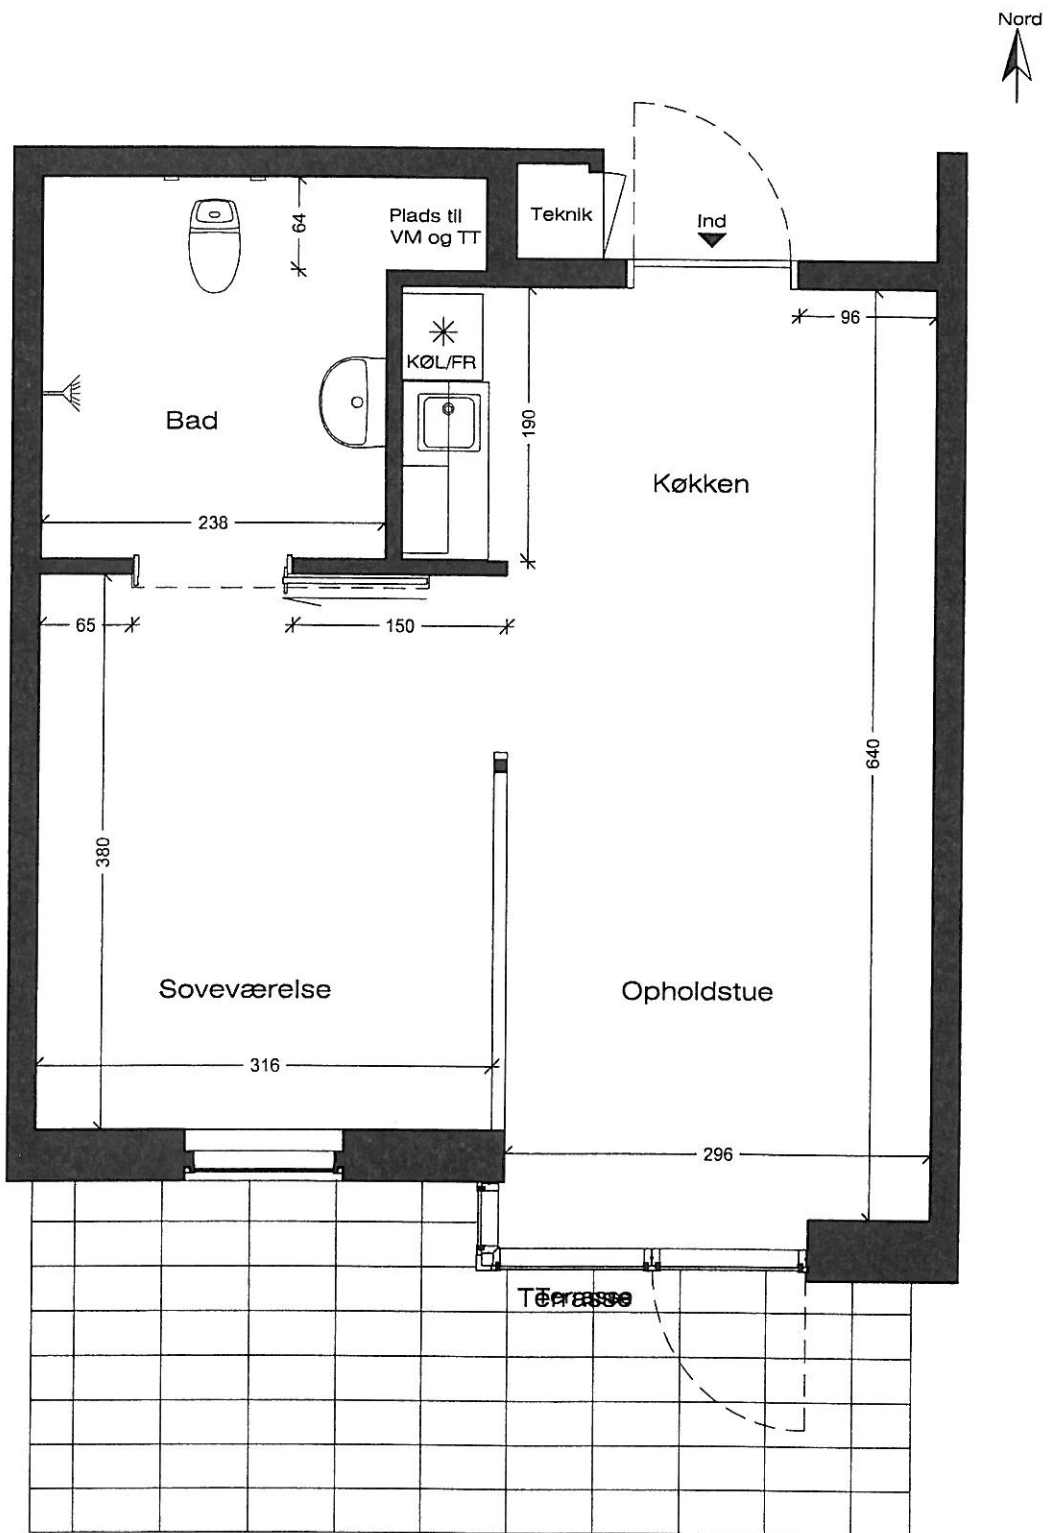 Nord
Teknik
Ind
Plads til
VM og TT
64
96
KØL/FR
Bad
190
Køkken
238
65
150
640
380
Soveværelse
Opholdstue
316
296
Terrasse